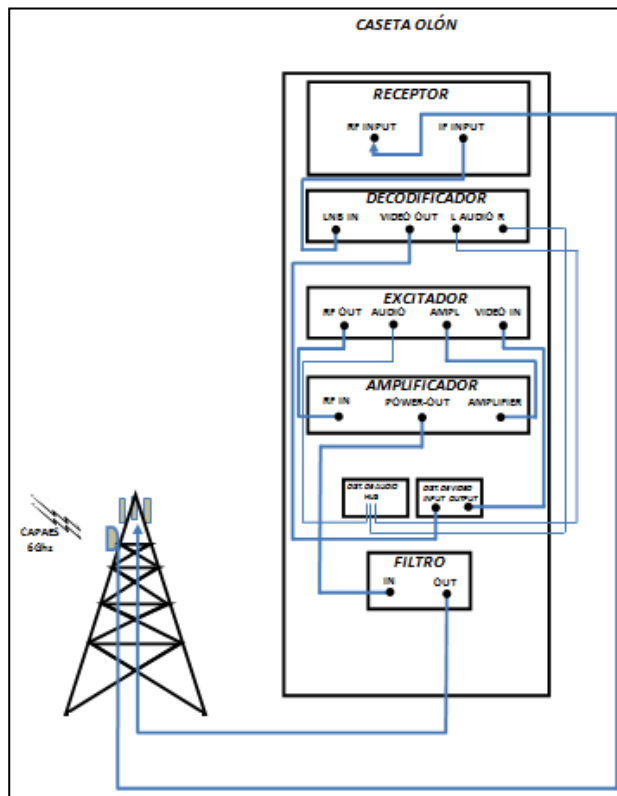 CASETA OLÓN
RECEPTOR
RF INPUT IF INPUT
DECODIFICADOR
LNB IN VIDEO OUT L AUDIO R
EXCITADOR
RF OUT AUDIO AMPL VIDEO IN
AMPLIFICADOR
RF IN POWER-OUT AMPLIFIER
DIST. DE AUDIO
HUB
DIST. DE VIDEO
INPUT OUTPUT
FILTRO
IN OUT
CAPAES
6Ghz